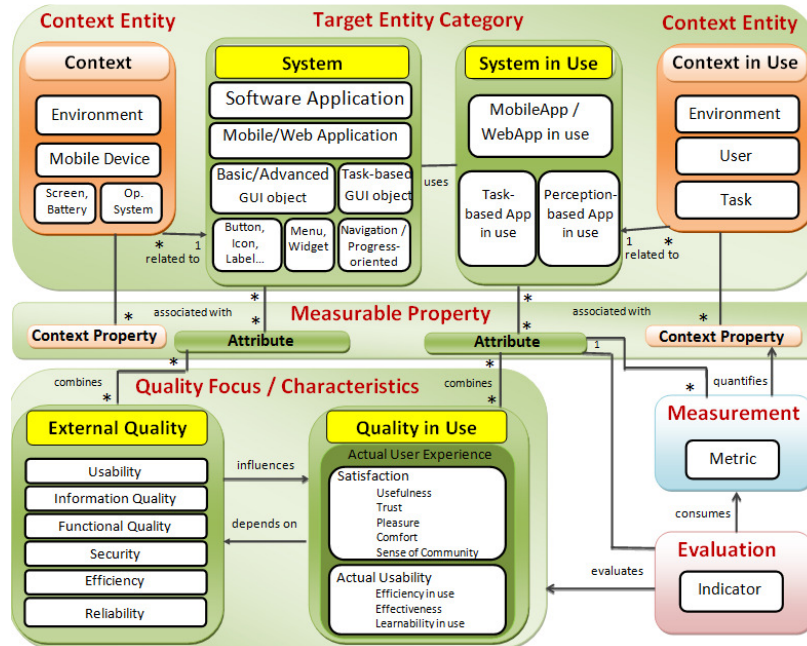 Context Entity
Target Entity Category
Context Entity
Context
Environment
Mobile Device
Screen,
Battery
Op.
System
System
Software Application
Mobile/Web Application
Basic/Advanced
GUI object
Task-based
GUI object
Button,
Icon,
Label...
Menu,
Widget
Navigation /
Progress-
oriented
uses
System in Use
MobileApp /
WebApp in use
Task-
based App
in use
Perception-
based App in
use
Context in Use
Environment
User
Task
*
1
related to
1
*
related to
*
associated with
*
*
Measurable Property
*
*
associated with
*
Context Property
Attribute
Attribute
1
Context Property
*
combines
*
Quality Focus / Characteristics
*
combines
*
*
quantifies
External Quality
Usability
Information Quality
Functional Quality
Security
Efficiency
Reliability
influences
depends on
Quality in Use
Actual User Experience
Satisfaction
Usefulness
Trust
Pleasure
Comfort
Sense of Community
Actual Usability
Efficiency in use
Effectiveness
Learnability in use
Measurement
Metric
consumes
Evaluation
evaluates
Indicator